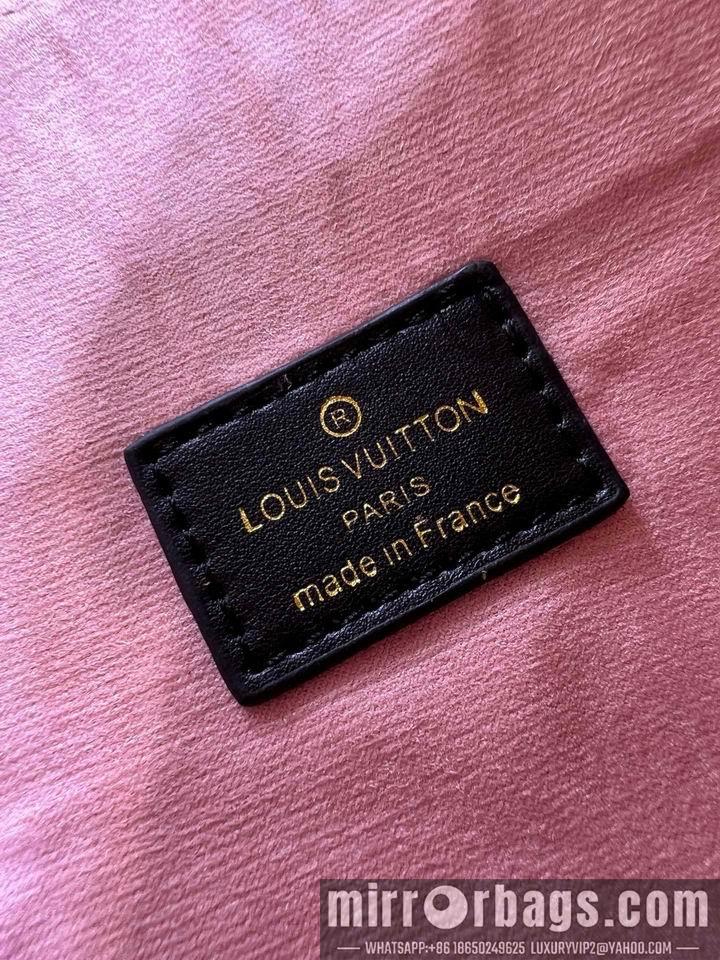 ®
LOUIS VUITTON
PARIS
made in France
mirrorbags.com
WHATSAPP:+86 18650249625 LUXURYVIP2@YAHOO.COM